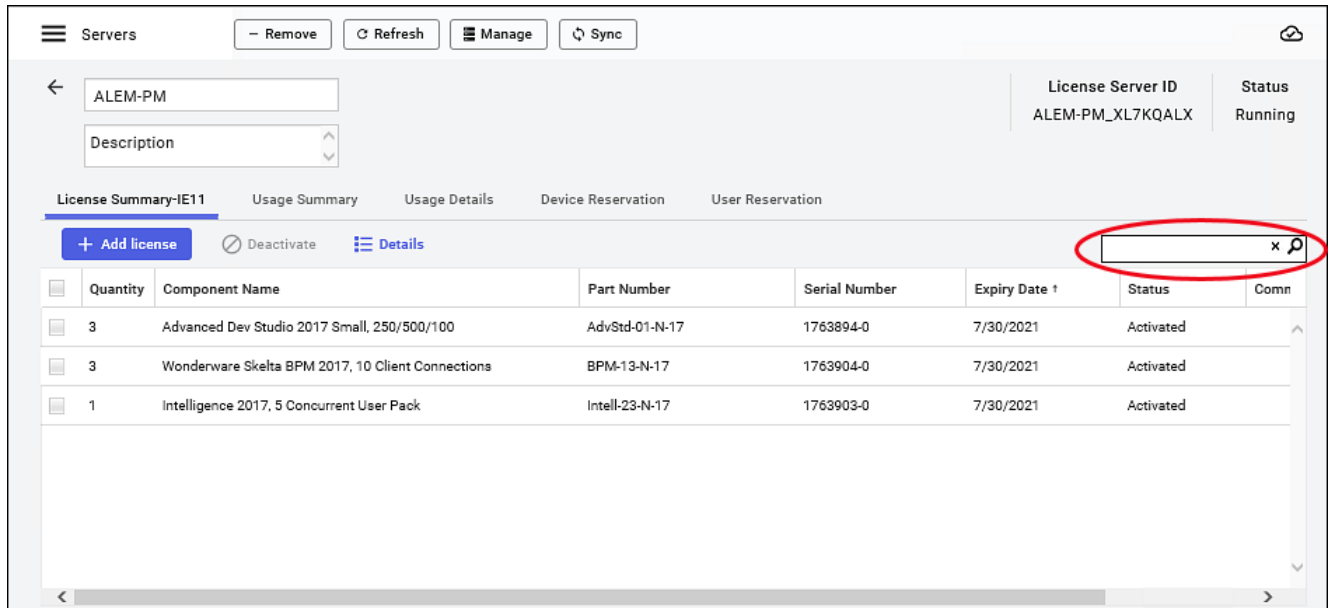 Servers − Remove Refresh Manage Sync
ALEM-PM
License Server ID Status
ALEM-PM_XL7KQALX Running
Description
License Summary-IE11 Usage Summary Usage Details Device Reservation User Reservation
+ Add license Deactivate Details
Quantity Component Name Part Number Serial Number Expiry Date ↑ Status Comn
3 Advanced Dev Studio 2017 Small, 250/500/100 AdvStd-01-N-17 1763894-0 7/30/2021 Activated
3 Wonderware Skelta BPM 2017, 10 Client Connections BPM-13-N-17 1763904-0 7/30/2021 Activated
1 Intelligence 2017, 5 Concurrent User Pack Intell-23-N-17 1763903-0 7/30/2021 Activated